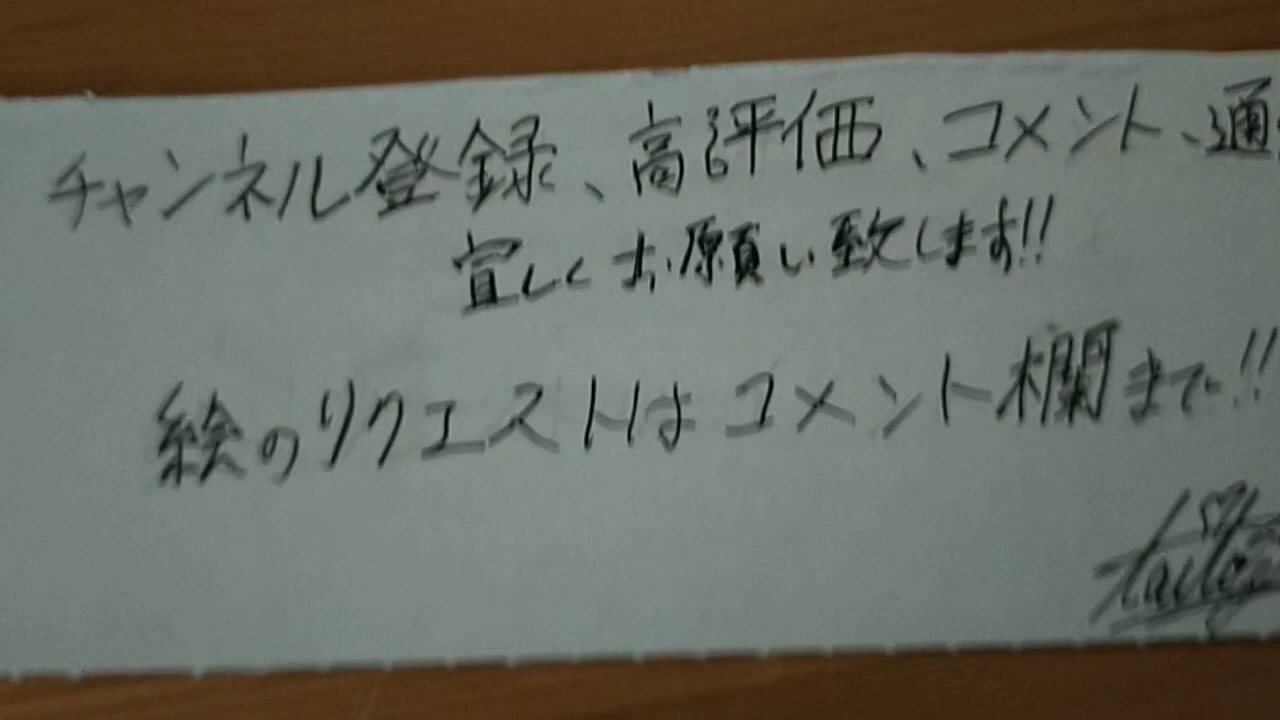 チャンネル登録、高評価、コメント、通
宜しくお願い致します!!
絵のリクエストはコメント欄まで!!